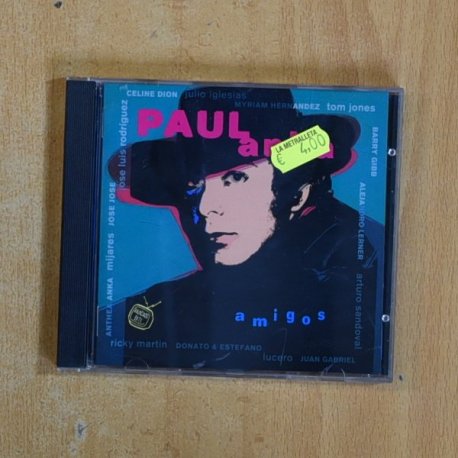 CELINE DION julio iglesias
MYRIAM HERNANDEZ tom jones
PAUL
anka
LA METRALLETA
€ 4,00
BARRY GIBB
ALEJANDRO LERNER
arturo sandoval
jose luis rodriguez
JOSE JOSE
mijares
ANTHEA ANKA
amigos
ricky martin DONATO & ESTEFANO
lucero JUAN GABRIEL